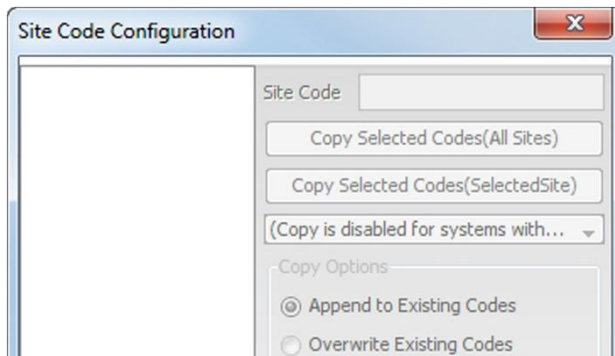 Site Code Configuration
Site Code
Copy Selected Codes(All Sites)
Copy Selected Codes(SelectedSite)
(Copy is disabled for systems with...
Copy Options
Append to Existing Codes
Overwrite Existing Codes